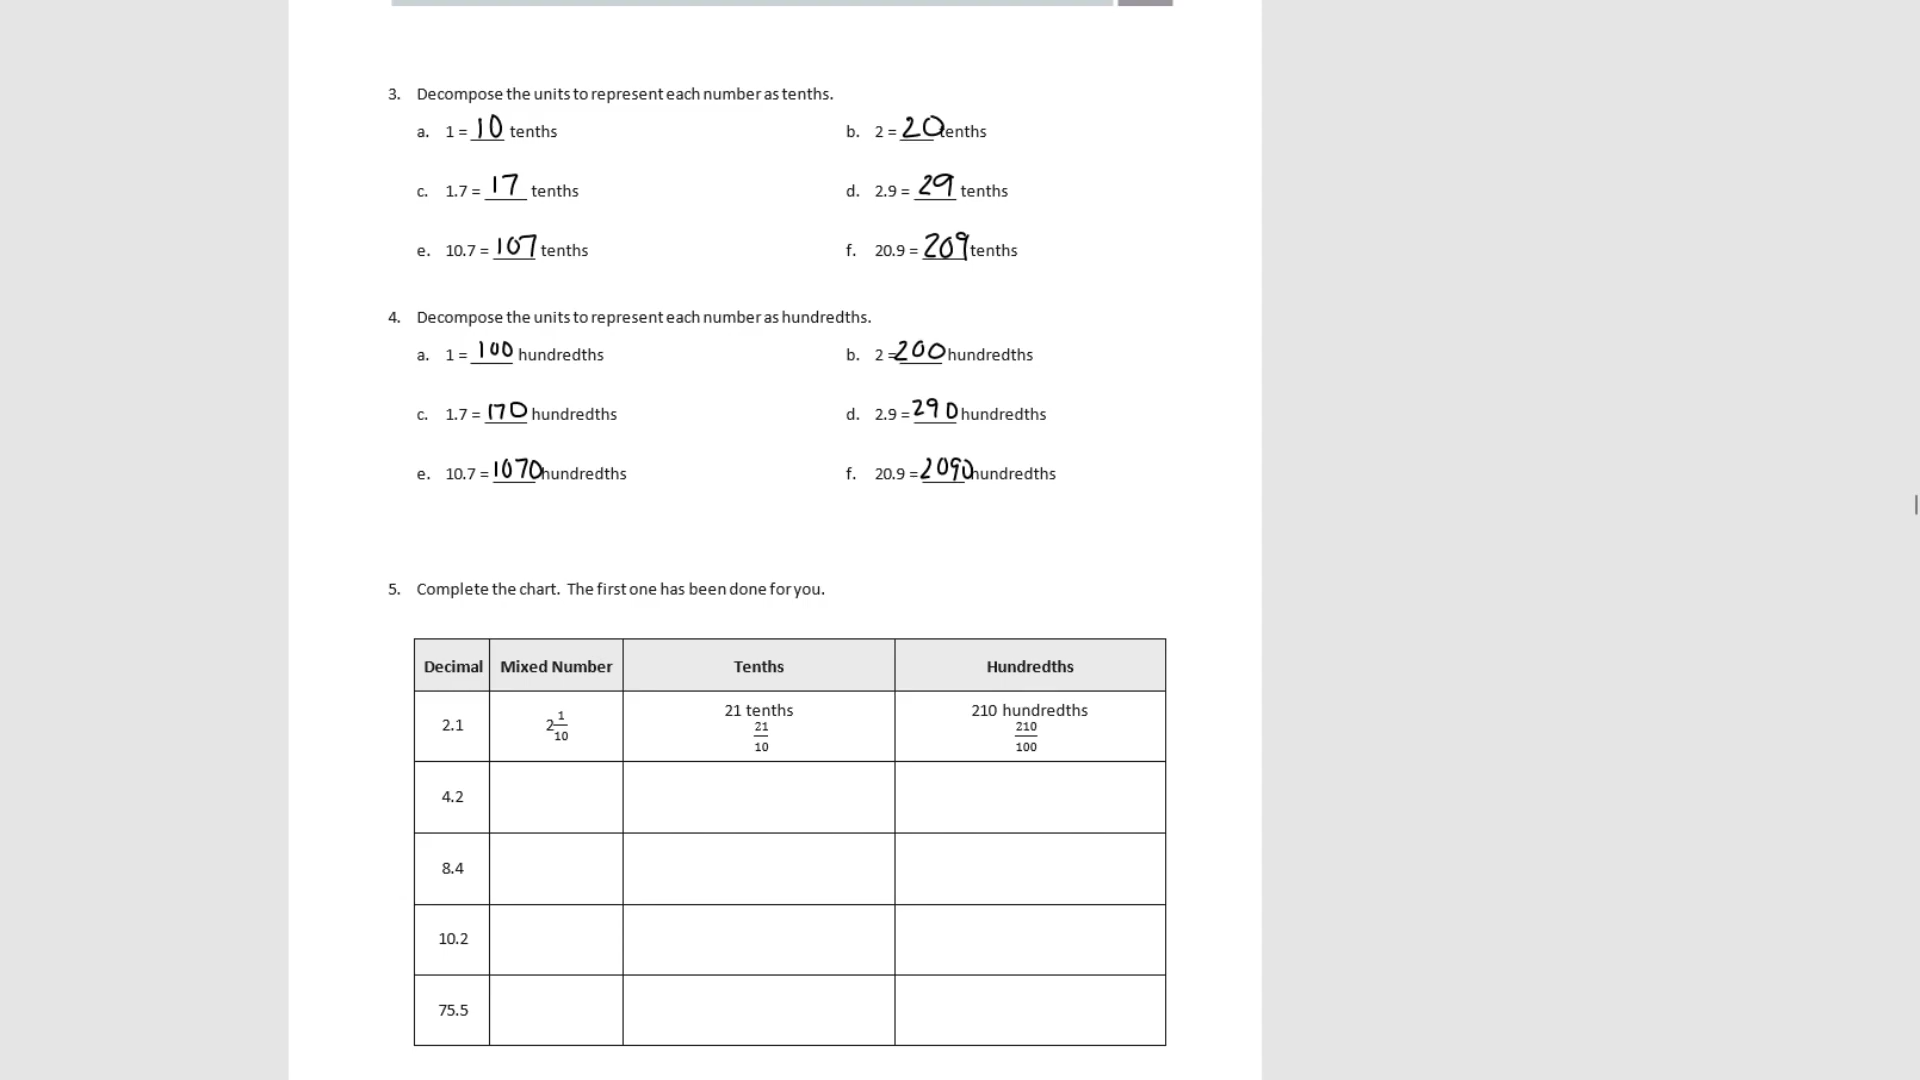 3. Decompose the units to represent each number as tenths.
a. 1 = 10 tenths b. 2 = 20 tenths
c. 1.7 = 17 tenths d. 2.9 = 29 tenths
e. 10.7 = 107 tenths f. 20.9 = 209 tenths
4. Decompose the units to represent each number as hundredths.
a. 1 = 100 hundredths b. 2 = 200 hundredths
c. 1.7 = 170 hundredths d. 2.9 = 290 hundredths
e. 10.7 = 1070 hundredths f. 20.9 = 2090 hundredths
5. Complete the chart. The first one has been done for you.
Decimal Mixed Number Tenths Hundredths
2.1 2 1/10 21 tenths 21/10 210 hundredths 210/100
4.2
8.4
10.2
75.5